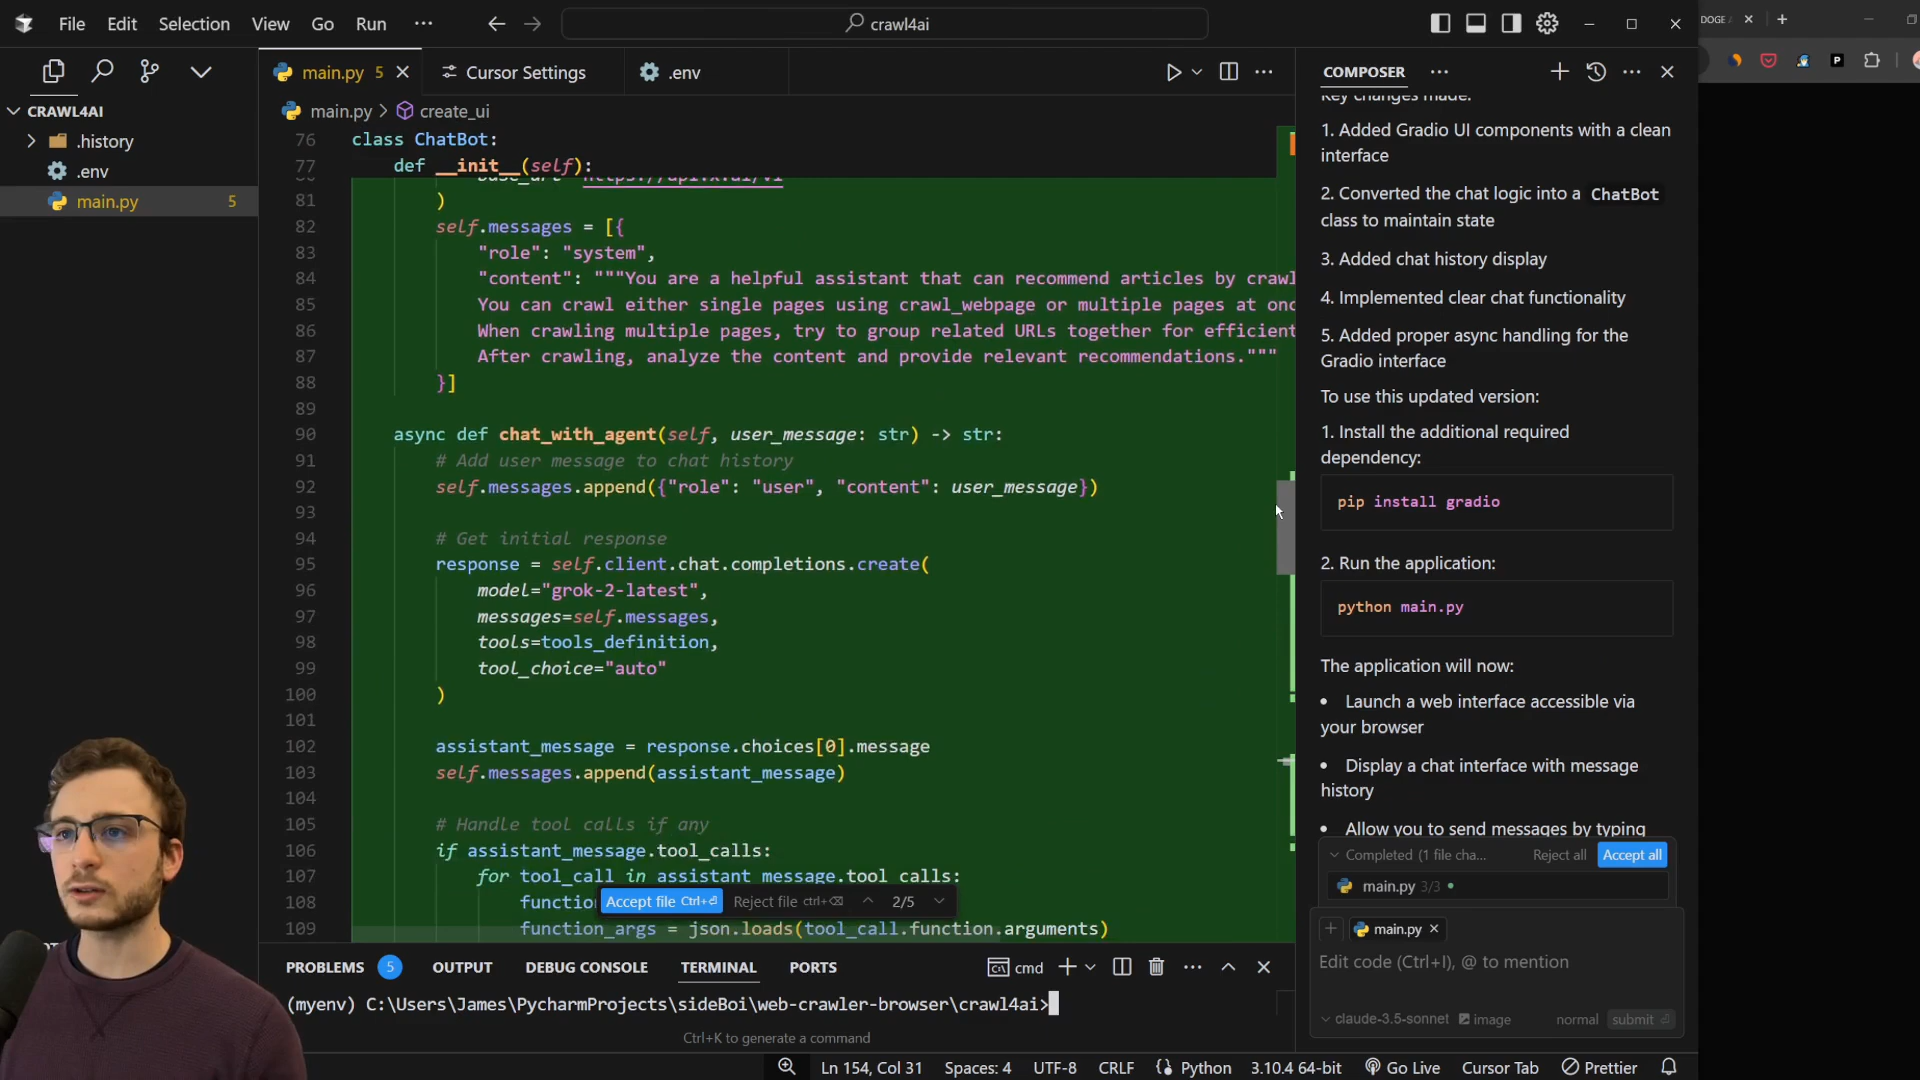 File Edit Selection View Go Run ···
crawl4ai
DOGE
main.py 5
Cursor Settings
.env
COMPOSER
CRAWL4AI
.history
.env
main.py 5
main.py > create_ui
76 class ChatBot:
77 def __init__(self):
base_url="https://api.x.ai/v1"
81 )
82 self.messages = [{
83 "role": "system",
84 "content": """You are a helpful assistant that can recommend articles by crawl
85 You can crawl either single pages using crawl_webpage or multiple pages at onc
86 When crawling multiple pages, try to group related URLs together for efficient
87 After crawling, analyze the content and provide relevant recommendations."""
88 }]
89
90 async def chat_with_agent(self, user_message: str) -> str:
91 # Add user message to chat history
92 self.messages.append({"role": "user", "content": user_message})
93
94 # Get initial response
95 response = self.client.chat.completions.create(
96 model="grok-2-latest",
97 messages=self.messages,
98 tools=tools_definition,
99 tool_choice="auto"
100 )
101
102 assistant_message = response.choices[0].message
103 self.messages.append(assistant_message)
104
105 # Handle tool calls if any
106 if assistant_message.tool_calls:
107 for tool_call in assistant_message.tool_calls:
108 function
109 function_args = json.loads(tool_call.function.arguments)
Accept file Ctrl+⏎ Reject file ctrl+⌫ 2/5
Key changes made:
1. Added Gradio UI components with a clean
interface
2. Converted the chat logic into a ChatBot
class to maintain state
3. Added chat history display
4. Implemented clear chat functionality
5. Added proper async handling for the
Gradio interface
To use this updated version:
1. Install the additional required
dependency:
pip install gradio
2. Run the application:
python main.py
The application will now:
• Launch a web interface accessible via
your browser
• Display a chat interface with message
history
• Allow you to send messages by typing
Completed (1 file cha... Reject all Accept all
main.py 3/3
main.py
Edit code (Ctrl+I), @ to mention
claude-3.5-sonnet image normal submit
PROBLEMS 5 OUTPUT DEBUG CONSOLE TERMINAL PORTS
cmd
(myenv) C:\Users\James\PycharmProjects\sideBoi\web-crawler-browser\crawl4ai>
Ctrl+K to generate a command
Ln 154, Col 31 Spaces: 4 UTF-8 CRLF Python 3.10.4 64-bit Go Live Cursor Tab Prettier